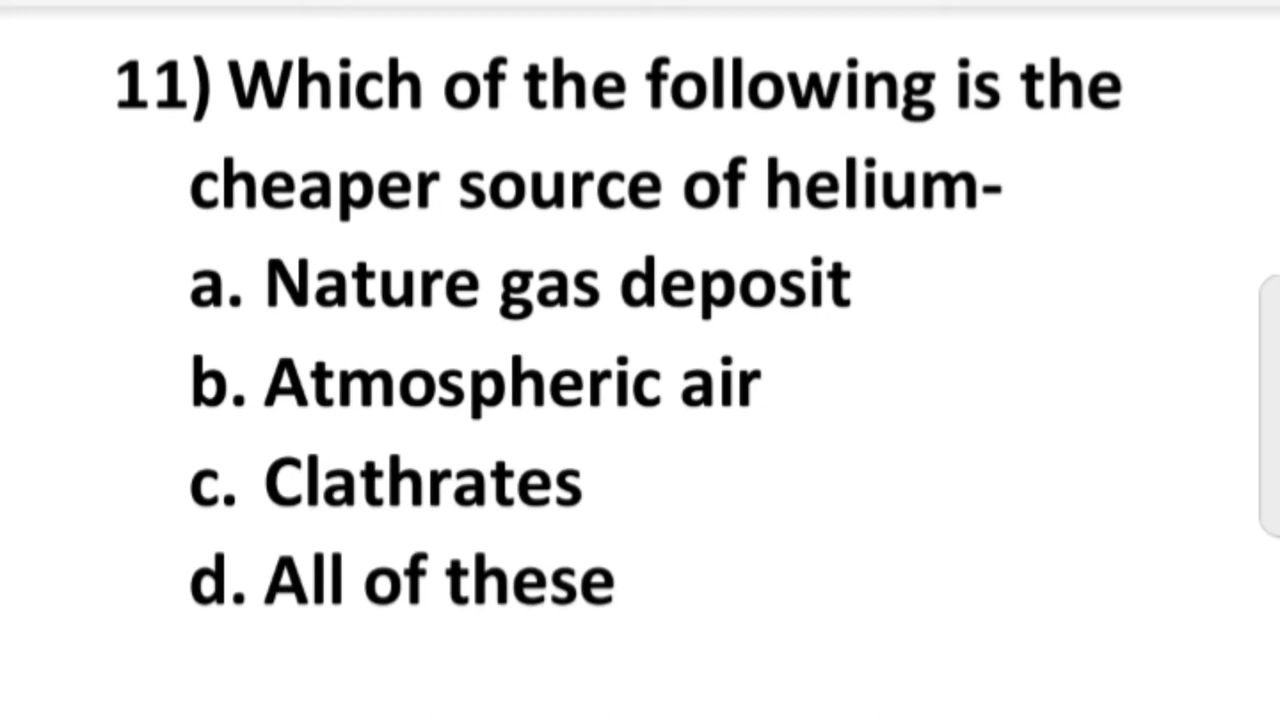 11) Which of the following is the
cheaper source of helium-
a. Nature gas deposit
b. Atmospheric air
c. Clathrates
d. All of these